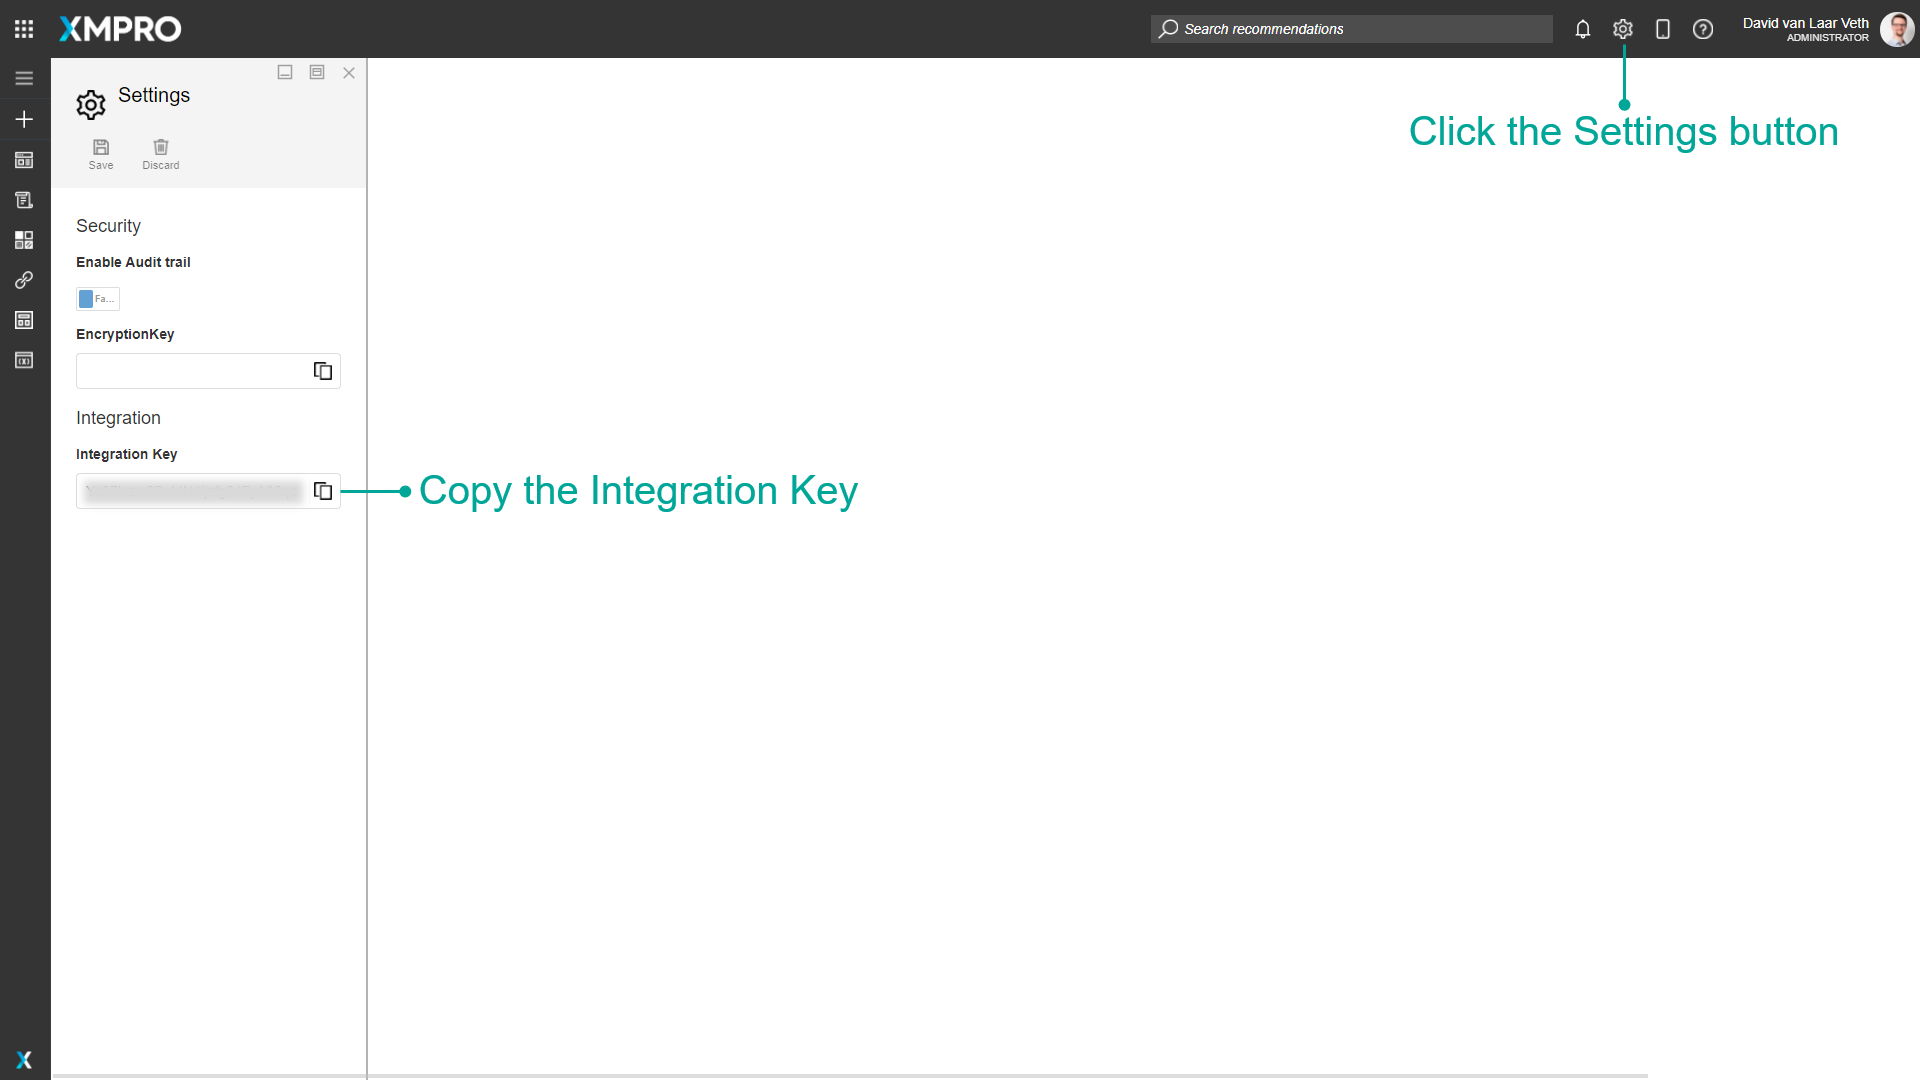 XMPRO
Search recommendations
David van Laar Veth
ADMINISTRATOR
Settings
Save Discard
Click the Settings button
Security
Enable Audit trail
Fa...
EncryptionKey
Integration
Integration Key
Copy the Integration Key